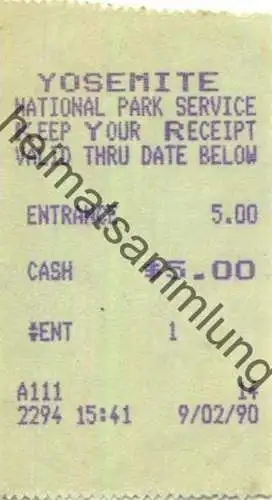 YOSEMITE
NATIONAL PARK SERVICE
KEEP YOUR RECEIPT
VALID THRU DATE BELOW
ENTRANCE 5.00
CASH *5.00
#ENT 1
A111 14
2294 15:41 9/02/90
heimatsammlung